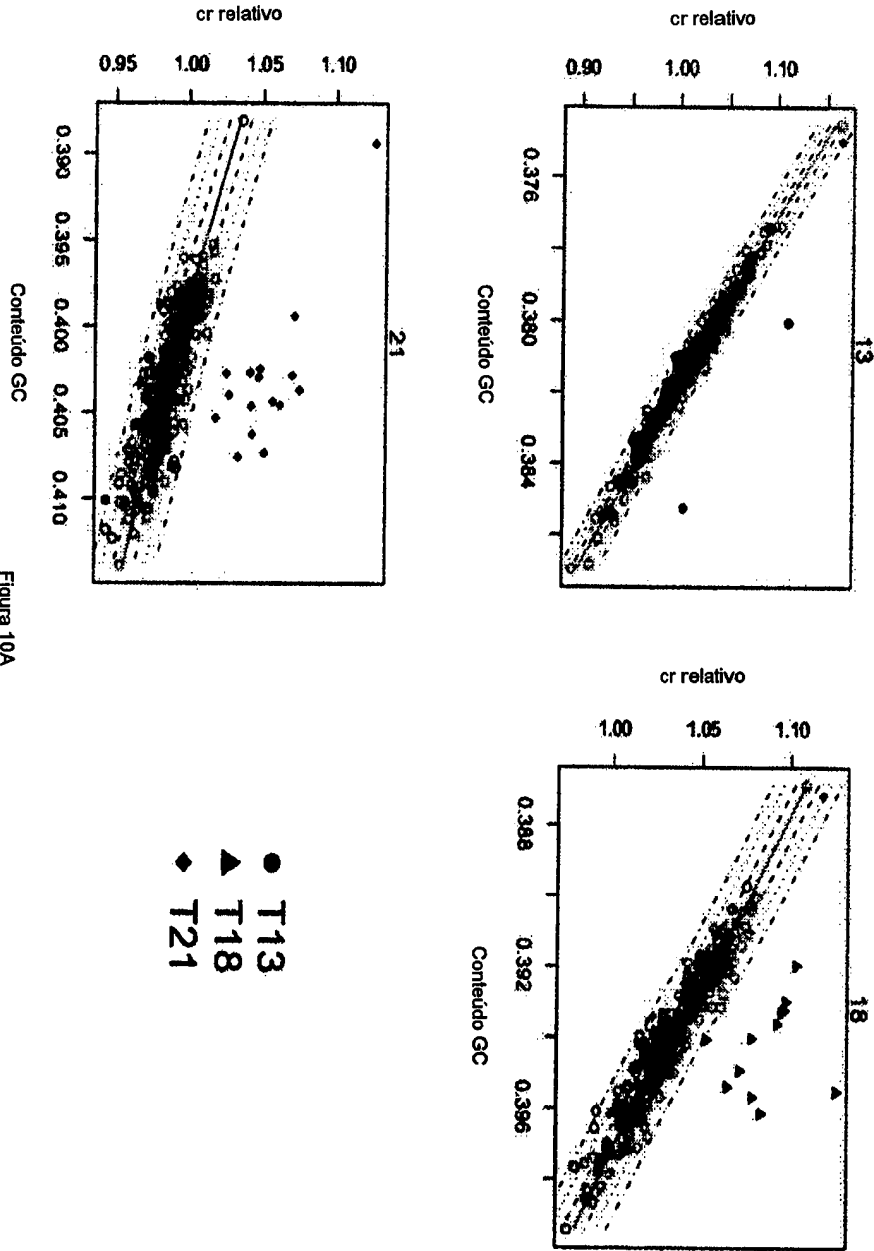 13
cr relativo
0.90
1.00
1.10
0.376
0.380
0.384
Conteúdo GC
18
cr relativo
1.00
1.05
1.10
0.388
0.392
0.396
Conteúdo GC
21
cr relativo
0.95
1.00
1.05
1.10
0.390
0.395
0.400
0.405
0.410
Conteúdo GC
T13
T18
T21
Figura 10A